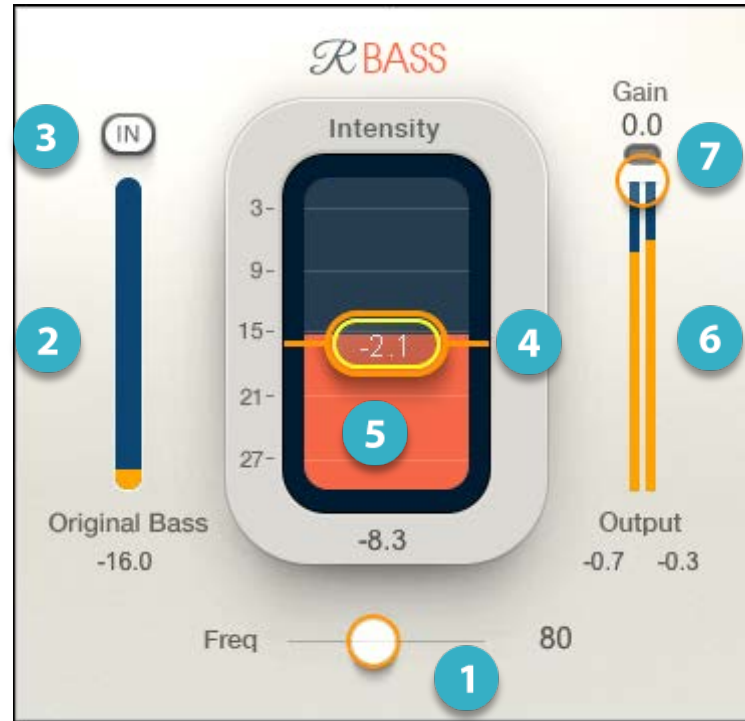 R BASS
Gain
0.0
3
IN
Intensity
7
3-
9-
15-
-2.1
4
2
6
21-
5
27-
Original Bass
-16.0
-8.3
Output
-0.7 -0.3
Freq
80
1